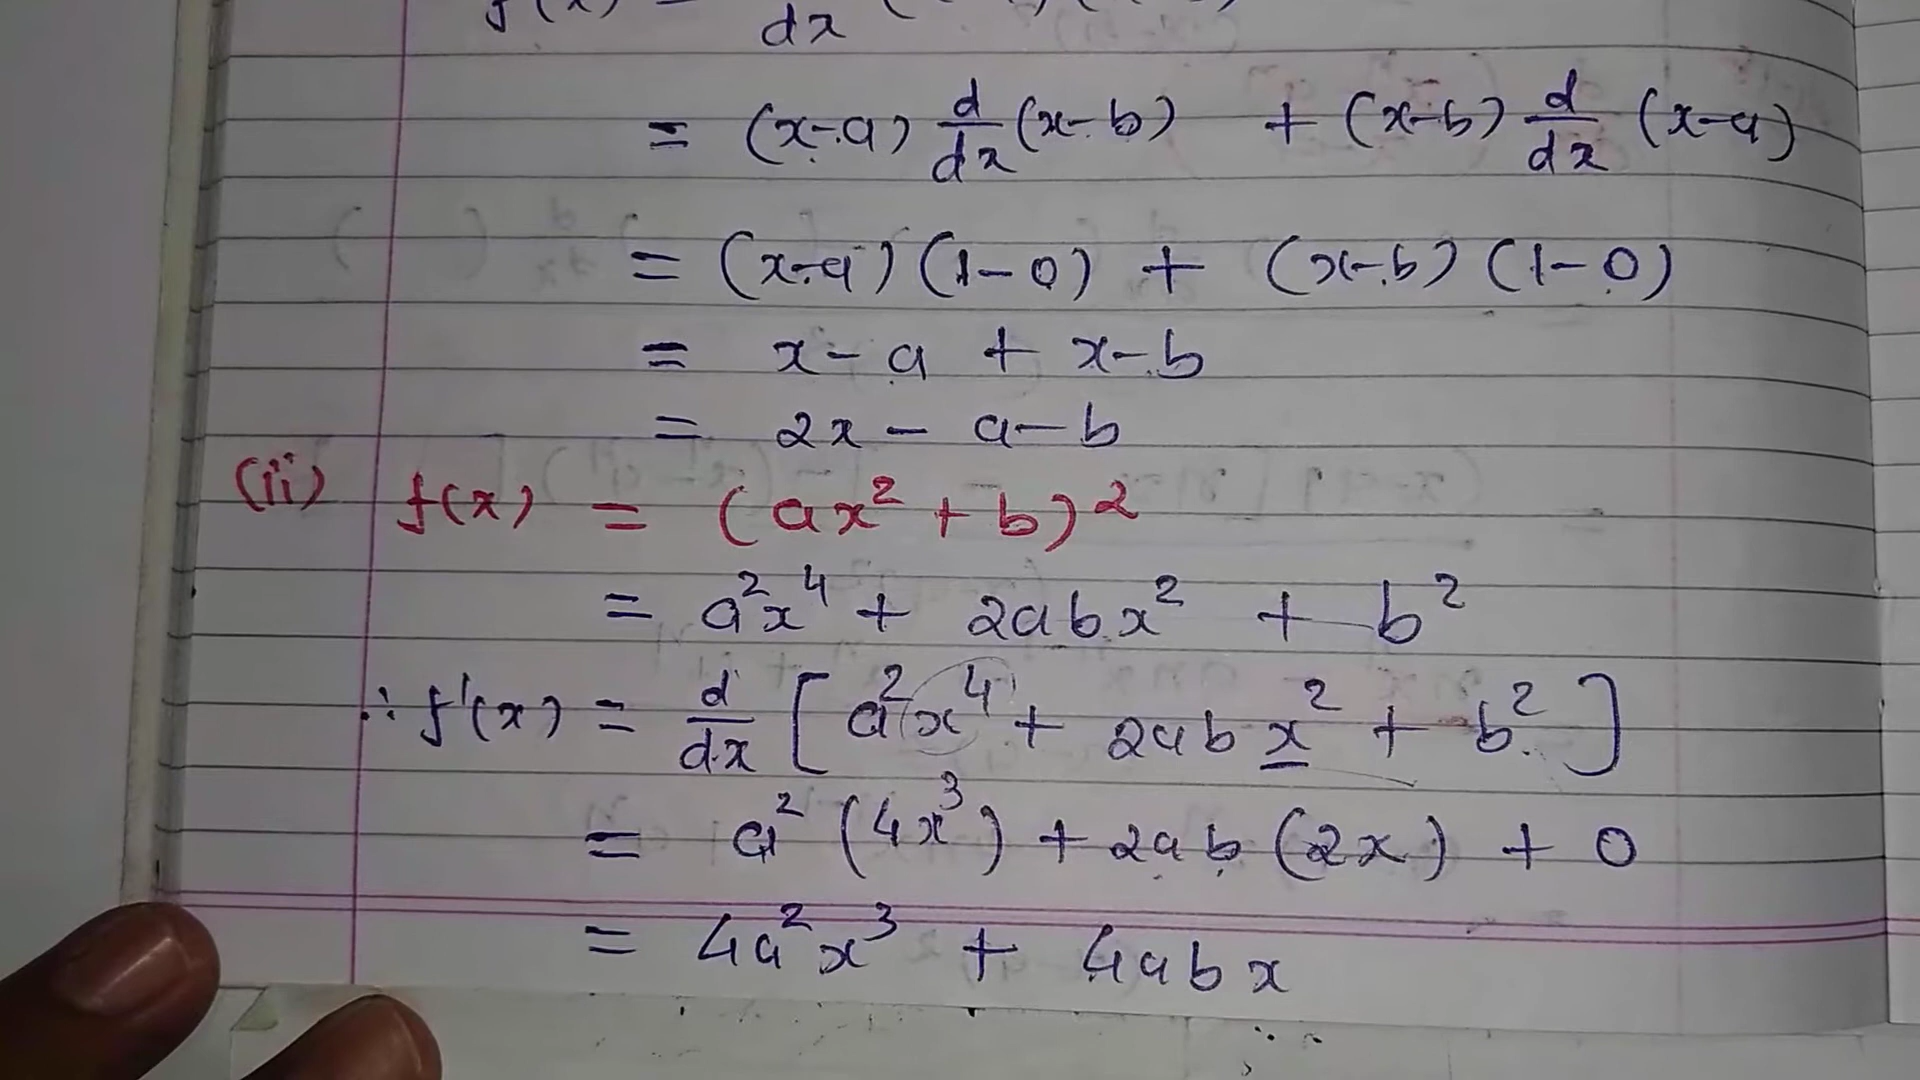 f(x) = d/dx
= (x-a) d/dx (x-b) + (x-b) d/dx (x-a)
= (x-a) (1-0) + (x-b) (1-0)
= x-a + x-b
= 2x - a-b
(ii) f(x) = (ax² + b)²
= a²x⁴ + 2abx² + b²
∴ f'(x) = d/dx [a²x⁴ + 2abx² + b²]
= a² (4x³) + 2ab (2x) + 0
= 4a²x³ + 4abx